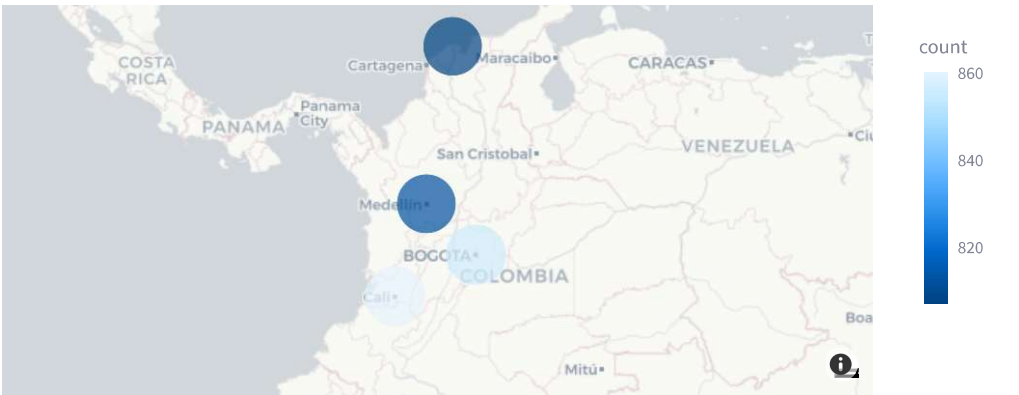 COSTA
RICA
PANAMA
Panama
City
Cartagena
Maracaibo
CARACAS
VENEZUELA
San Cristobal
Medellín
BOGOTA
COLOMBIA
Cali
Mitú
count
860
840
820